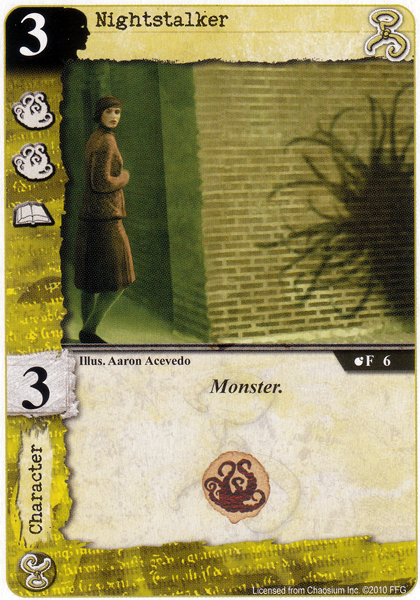 3
Nightstalker
Illus. Aaron Acevedo
F 6
3
Monster.
Character
Licensed from Chaosium Inc. ©2010 FFG